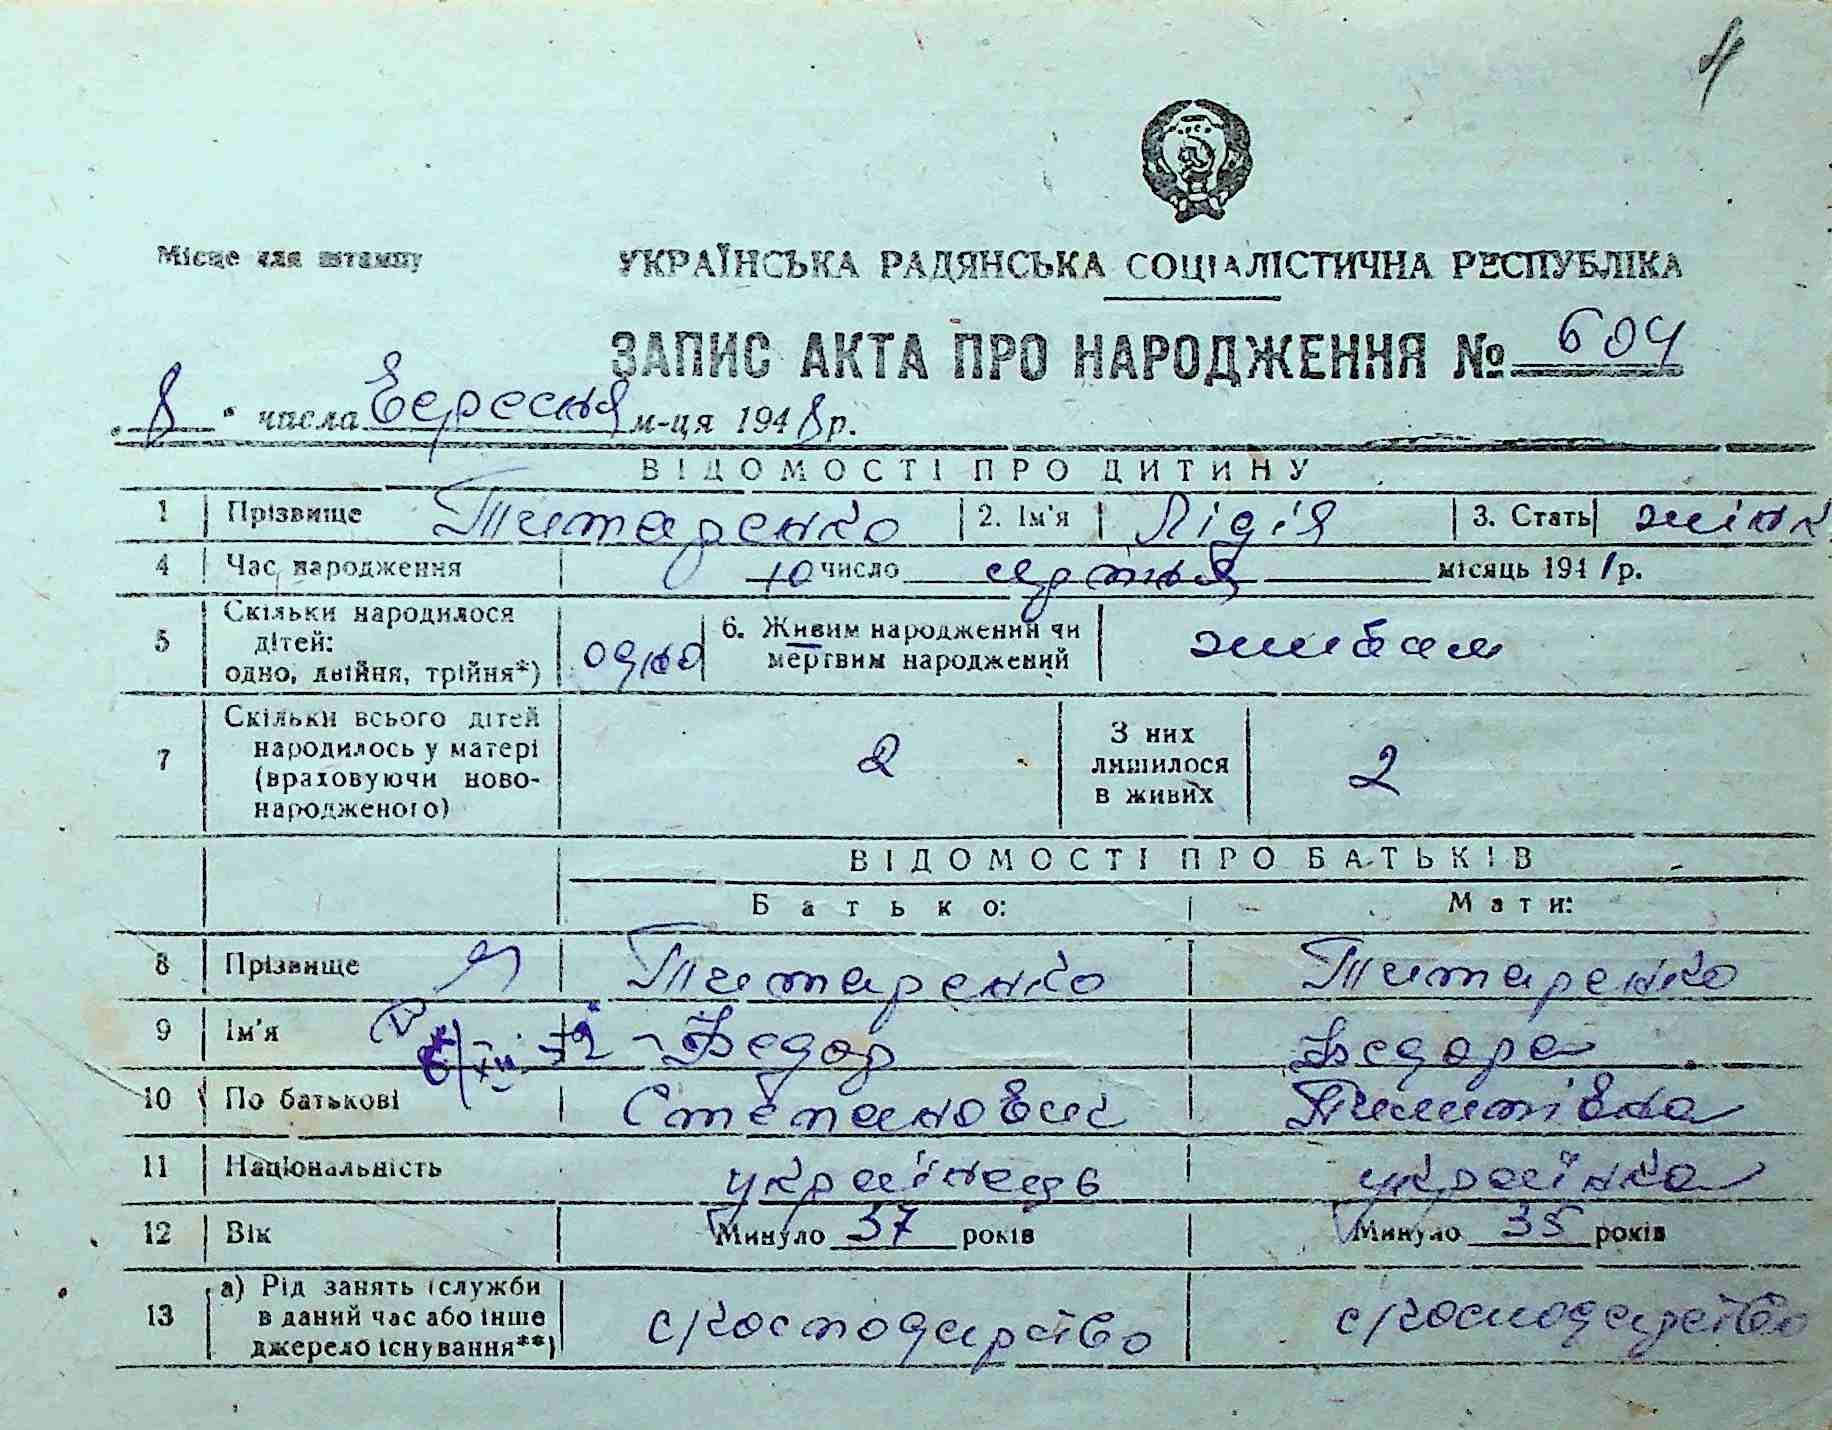 Місце для штампу
УКРАЇНСЬКА РАДЯНСЬКА СОЦІАЛІСТИЧНА РЕСПУБЛІКА
ЗАПИС АКТА ПРО НАРОДЖЕННЯ № 604
„ 8 " числа Вересня м-ця 1948 р.
ВІДОМОСТІ ПРО ДИТИНУ
1 Прізвище Титаренко 2. Ім'я Лідія 3. Стать жінк
4 Час народження 10 число серпня місяць 1941 р.
5 Скільки народилося дітей: одно, двійня, трійня*) одно 6. Живим народжений чи мертвим народжений живим
7 Скільки всього дітей народилось у матері (враховуючи новонародженого) 2 З них лишилося в живих 2
ВІДОМОСТІ ПРО БАТЬКІВ
Батько: Мати:
8 Прізвище Титаренко Титаренко
9 Ім'я Федор Федора
10 По батькові Степанович
11 Національність українець українка
12 Вік Минуло 37 років Минуло 35 років
13 а) Рід занять (служби в даний час або інше джерело існування**) с/господарство с/господарство